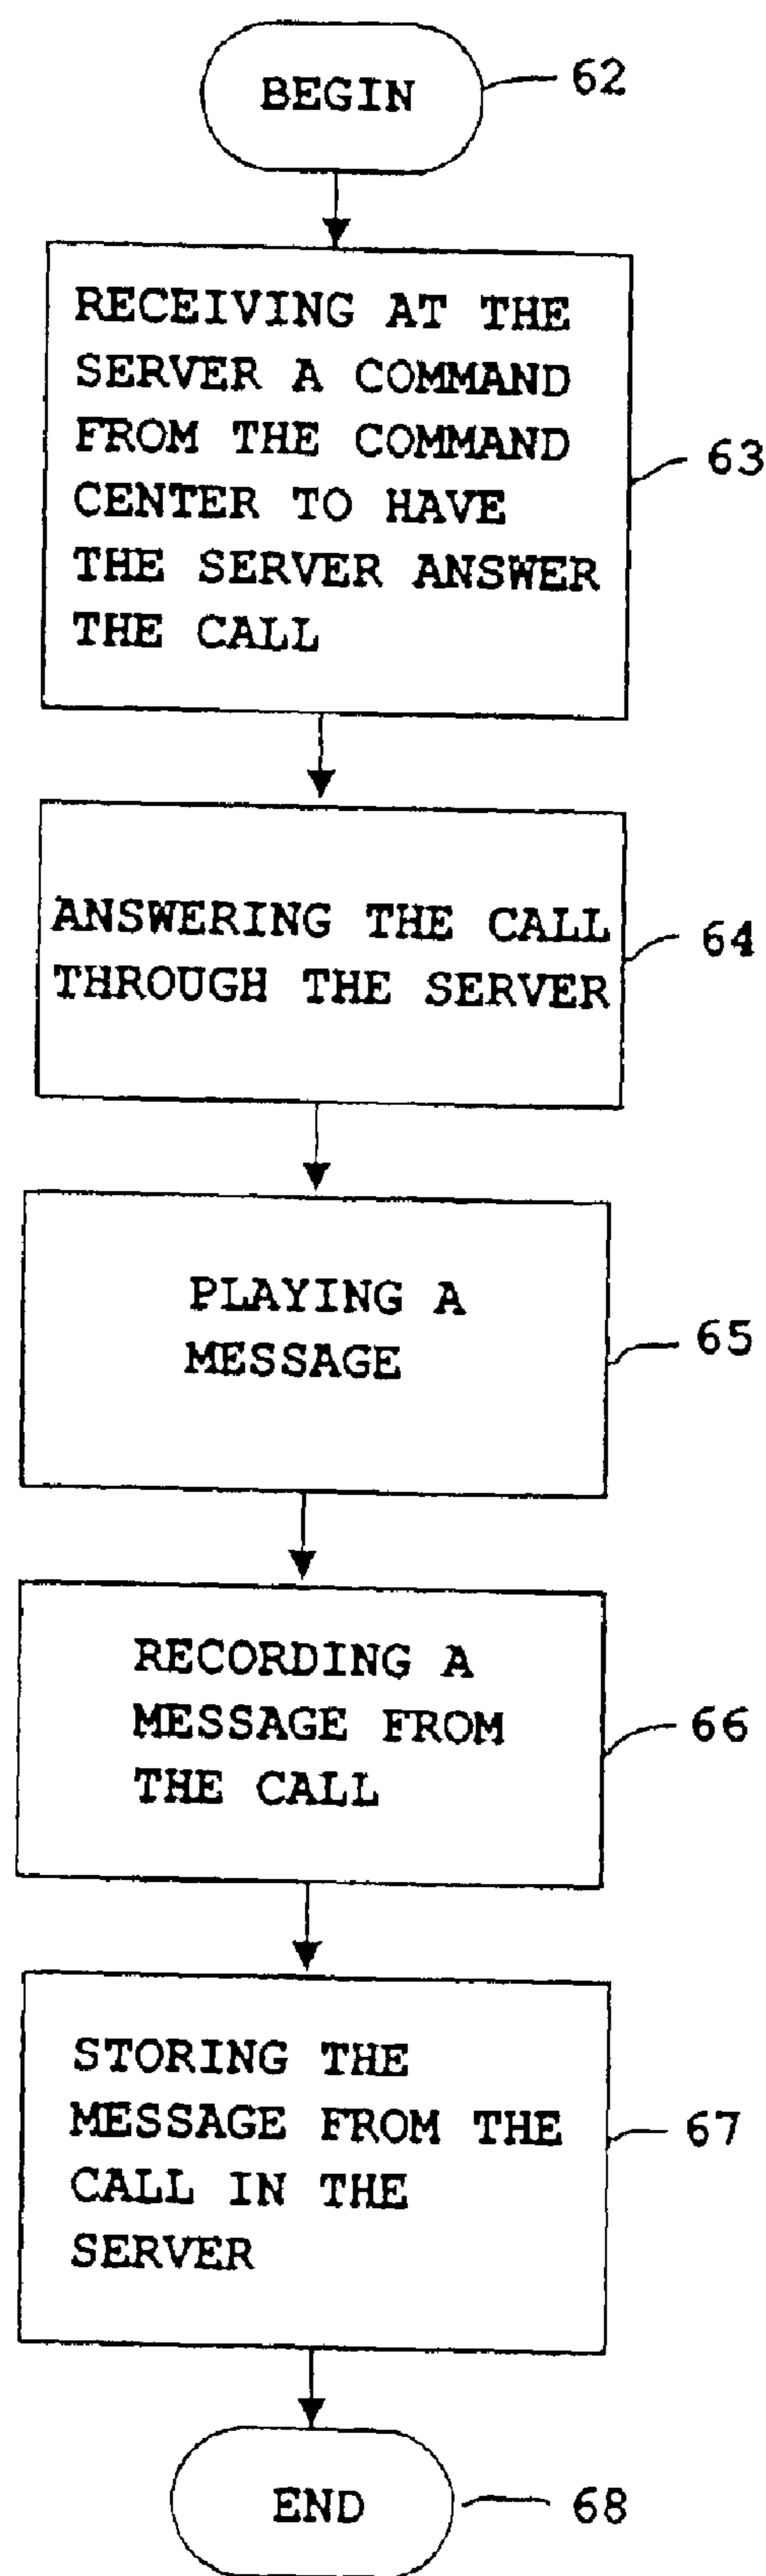 BEGIN
62
RECEIVING AT THE
SERVER A COMMAND
FROM THE COMMAND
CENTER TO HAVE
THE SERVER ANSWER
THE CALL
63
ANSWERING THE CALL
THROUGH THE SERVER
64
PLAYING A
MESSAGE
65
RECORDING A
MESSAGE FROM
THE CALL
66
STORING THE
MESSAGE FROM THE
CALL IN THE
SERVER
67
END
68